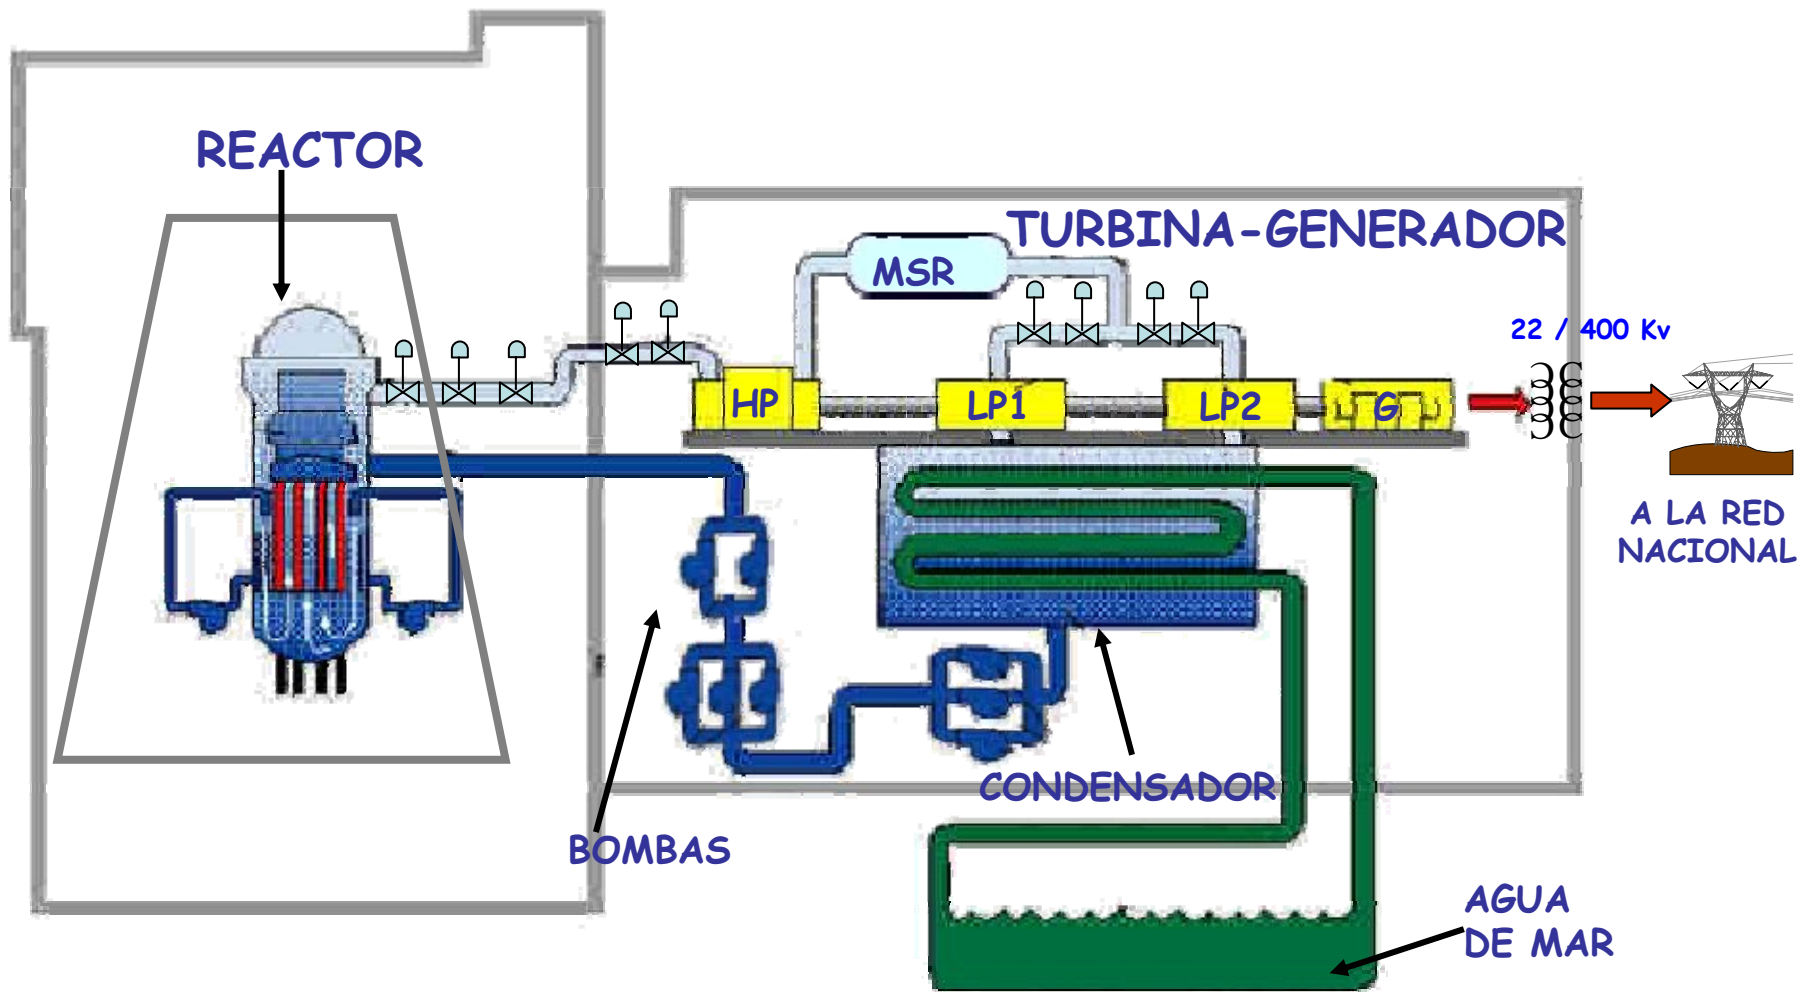 REACTOR
TURBINA-GENERADOR
MSR
22 / 400 Kv
HP
LP1
LP2
G
A LA RED
NACIONAL
CONDENSADOR
BOMBAS
AGUA
DE MAR